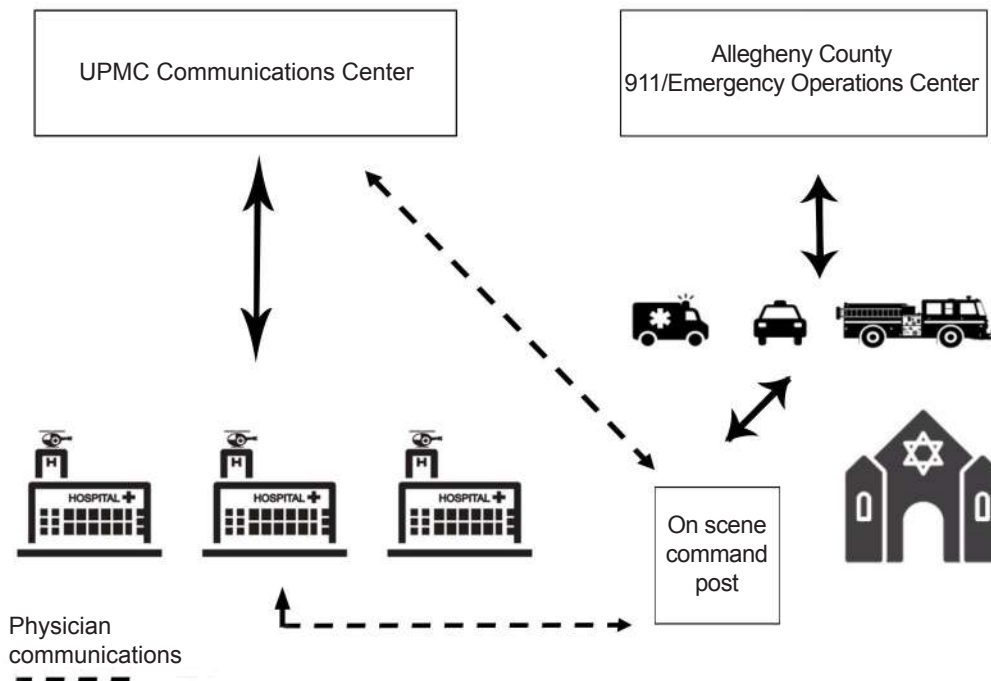 UPMC Communications Center
Allegheny County
911/Emergency Operations Center
H
H
H
HOSPITAL
HOSPITAL
HOSPITAL
On scene
command
post
Physician
communications